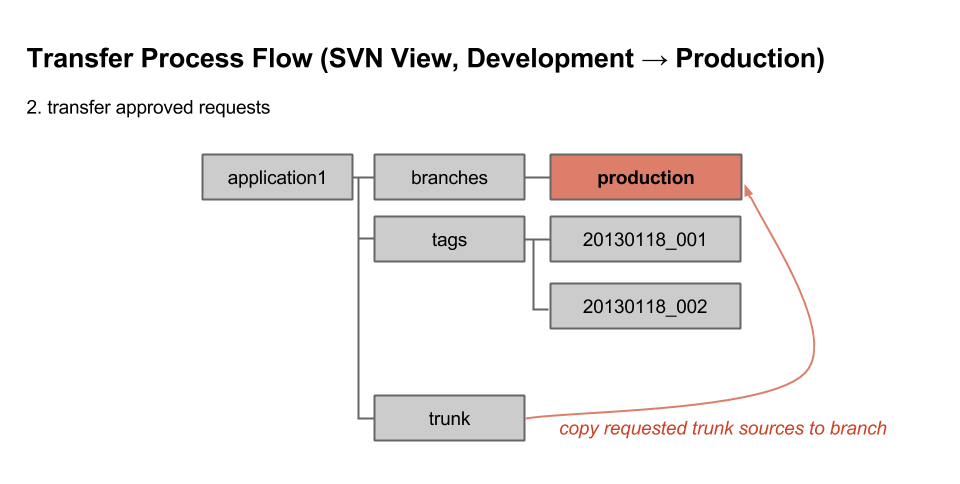 Transfer Process Flow (SVN View, Development → Production)
2. transfer approved requests
application1
branches
production
tags
20130118_001
20130118_002
trunk
copy requested trunk sources to branch